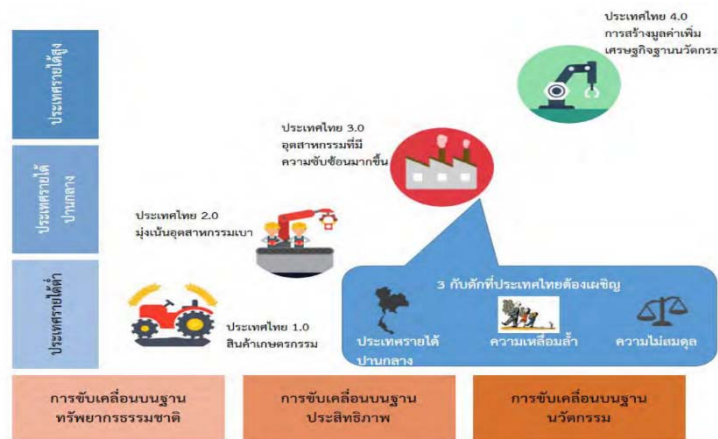 ประเทศไทย 4.0
การสร้างมูลค่าเพิ่ม
เศรษฐกิจฐานนวัตกรร
ประเทศรายได้สูง
ประเทศไทย 3.0
อุตสาหกรรมที่มี
ความซับซ้อนมากขึ้น
ประเทศรายได้
ปานกลาง
ประเทศไทย 2.0
มุ่งเน้นอุตสาหกรรมเบา
ประเทศรายได้ต่ำ
ประเทศไทย 1.0
สินค้าเกษตรกรรม
3 กับดักที่ประเทศไทยต้องเผชิญ
ประเทศรายได้
ปานกลาง
ความเหลื่อมล้ำ
ความไม่สมดุล
การขับเคลื่อนบนฐาน
ทรัพยากรธรรมชาติ
การขับเคลื่อนบนฐาน
ประสิทธิภาพ
การขับเคลื่อนบนฐาน
นวัตกรรม